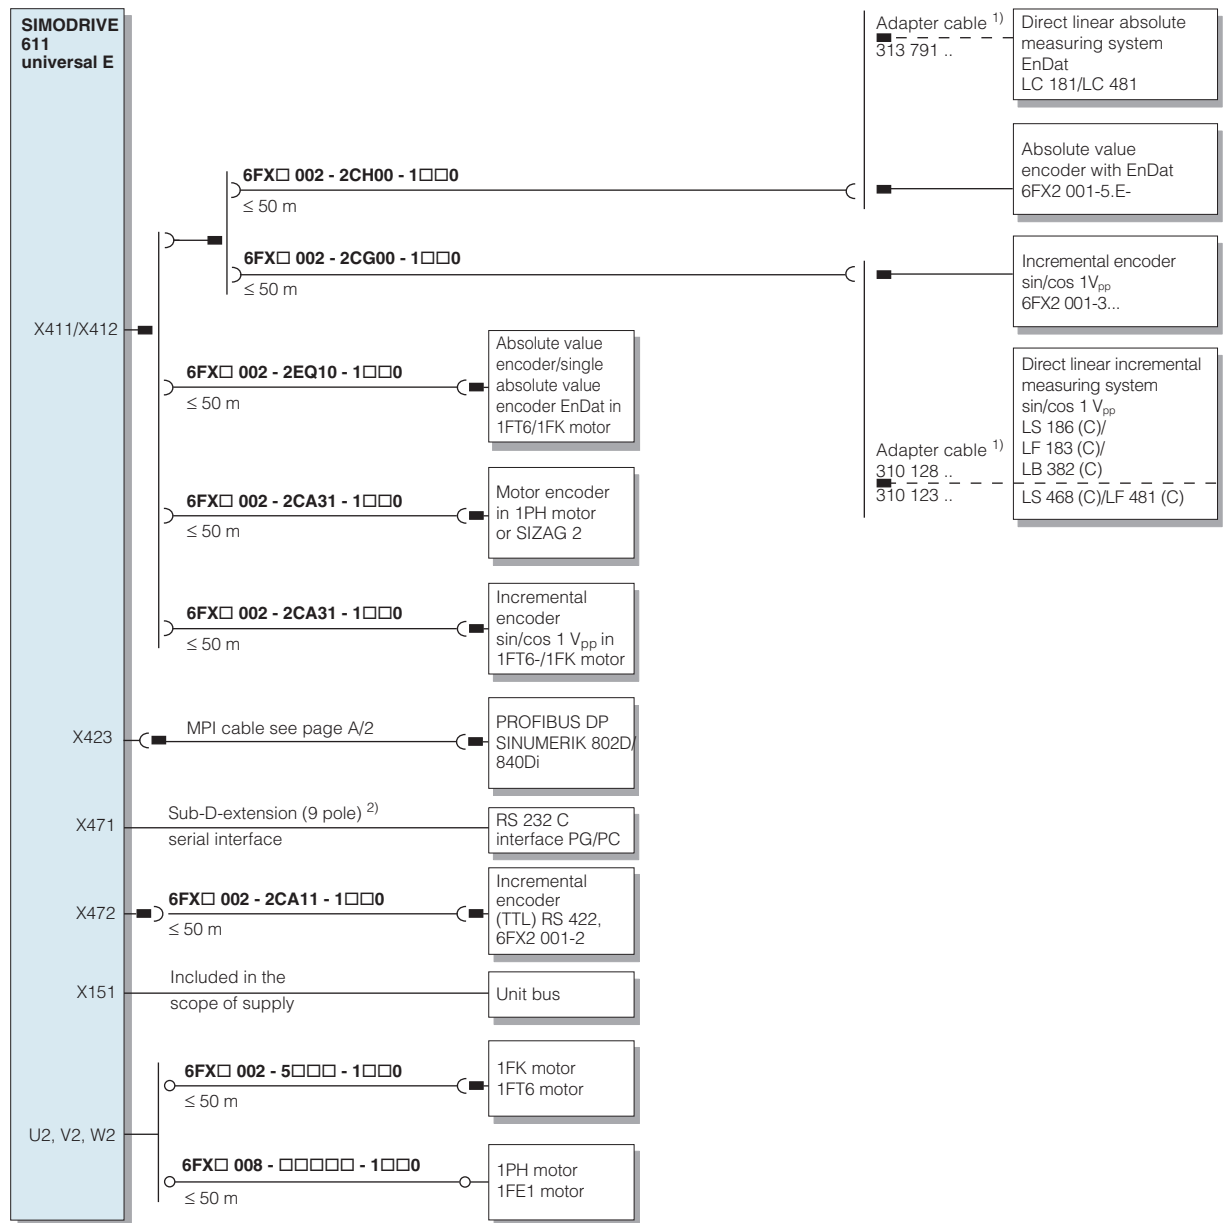 SIMODRIVE
611
universal E
Adapter cable 1)
313 791 ..
Direct linear absolute
measuring system
EnDat
LC 181/LC 481
6FX□ 002 - 2CH00 - 1□□0
≤ 50 m
Absolute value
encoder with EnDat
6FX2 001-5.E-
6FX□ 002 - 2CG00 - 1□□0
≤ 50 m
Incremental encoder
sin/cos 1Vpp
6FX2 001-3...
X411/X412
6FX□ 002 - 2EQ10 - 1□□0
≤ 50 m
Absolute value
encoder/single
absolute value
encoder EnDat in
1FT6/1FK motor
Adapter cable 1)
310 128 ..
310 123 ..
Direct linear incremental
measuring system
sin/cos 1 Vpp
LS 186 (C)/
LF 183 (C)/
LB 382 (C)
LS 468 (C)/LF 481 (C)
6FX□ 002 - 2CA31 - 1□□0
≤ 50 m
Motor encoder
in 1PH motor
or SIZAG 2
6FX□ 002 - 2CA31 - 1□□0
≤ 50 m
Incremental
encoder
sin/cos 1 Vpp in
1FT6-/1FK motor
X423
MPI cable see page A/2
PROFIBUS DP
SINUMERIK 802D/
840Di
X471
Sub-D-extension (9 pole) 2)
serial interface
RS 232 C
interface PG/PC
X472
6FX□ 002 - 2CA11 - 1□□0
≤ 50 m
Incremental
encoder
(TTL) RS 422,
6FX2 001-2
X151
Included in the
scope of supply
Unit bus
U2, V2, W2
6FX□ 002 - 5□□□ - 1□□0
≤ 50 m
1FK motor
1FT6 motor
6FX□ 008 - □□□□□ - 1□□0
≤ 50 m
1PH motor
1FE1 motor